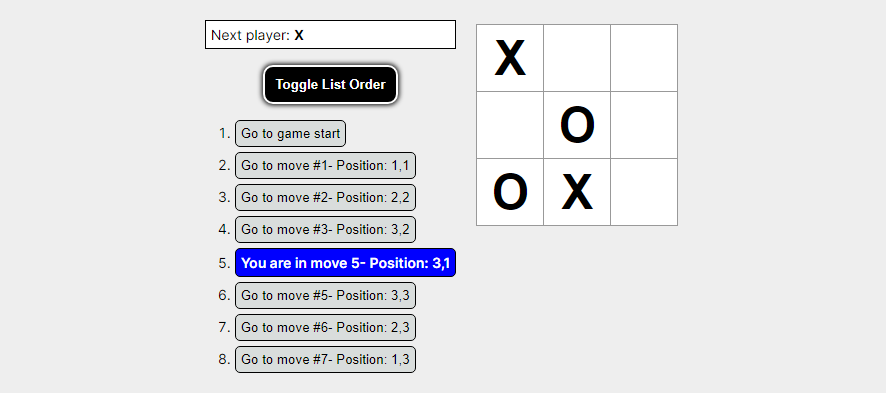 Next player: X
Toggle List Order
1. Go to game start
2. Go to move #1- Position: 1,1
3. Go to move #2- Position: 2,2
4. Go to move #3- Position: 3,2
5. You are in move 5- Position: 3,1
6. Go to move #5- Position: 3,3
7. Go to move #6- Position: 2,3
8. Go to move #7- Position: 1,3
X
O
O X